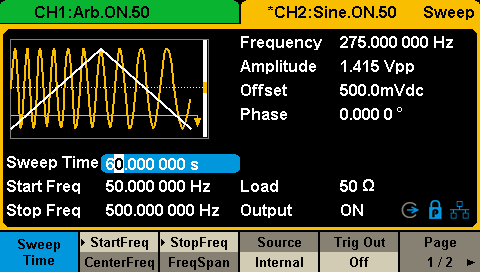 CH1:Arb.ON.50 *CH2:Sine.ON.50 Sweep
Frequency 275.000 000 Hz
Amplitude 1.415 Vpp
Offset 500.0mVdc
Phase 0.000 0 °
Sweep Time 60.000 000 s
Start Freq 50.000 000 Hz Load 50 Ω
Stop Freq 500.000 000 Hz Output ON
Sweep Time
StartFreq CenterFreq
StopFreq FreqSpan
Source Internal
Trig Out Off
Page 1 / 2